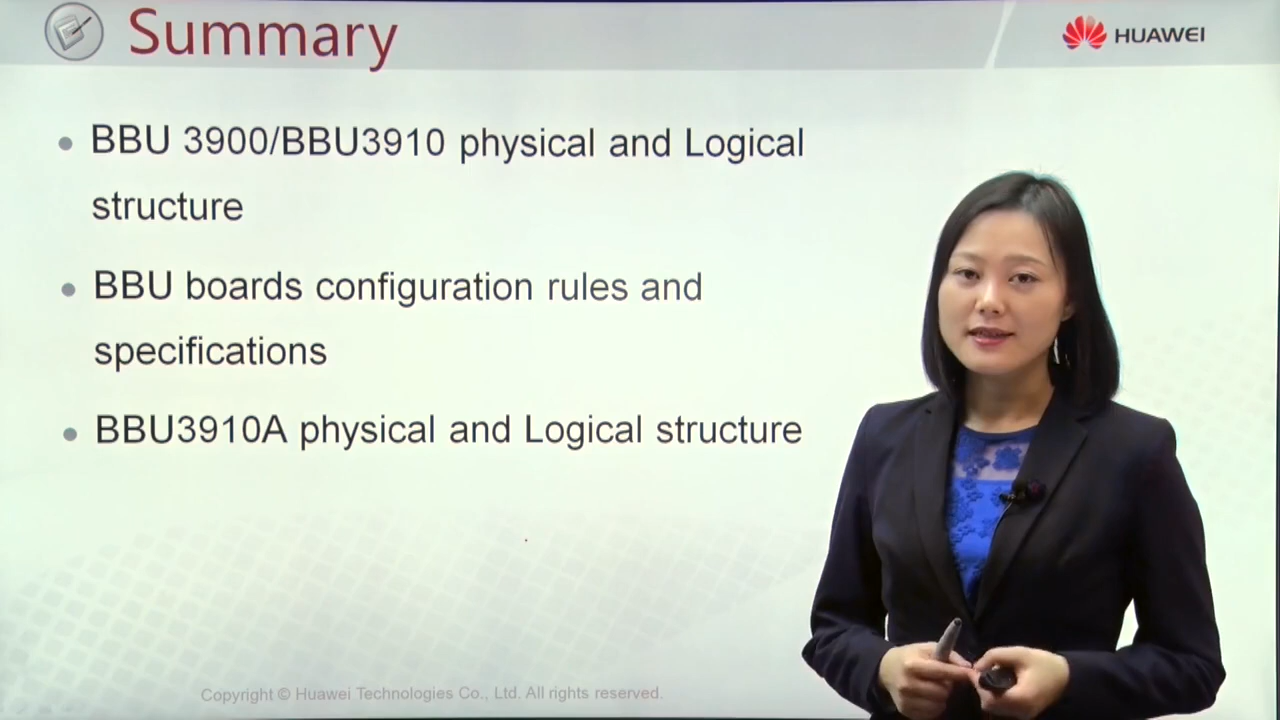 Summary
HUAWEI
BBU 3900/BBU3910 physical and Logical
structure
BBU boards configuration rules and
specifications
BBU3910A physical and Logical structure
Copyright © Huawei Technologies Co., Ltd. All rights reserved.